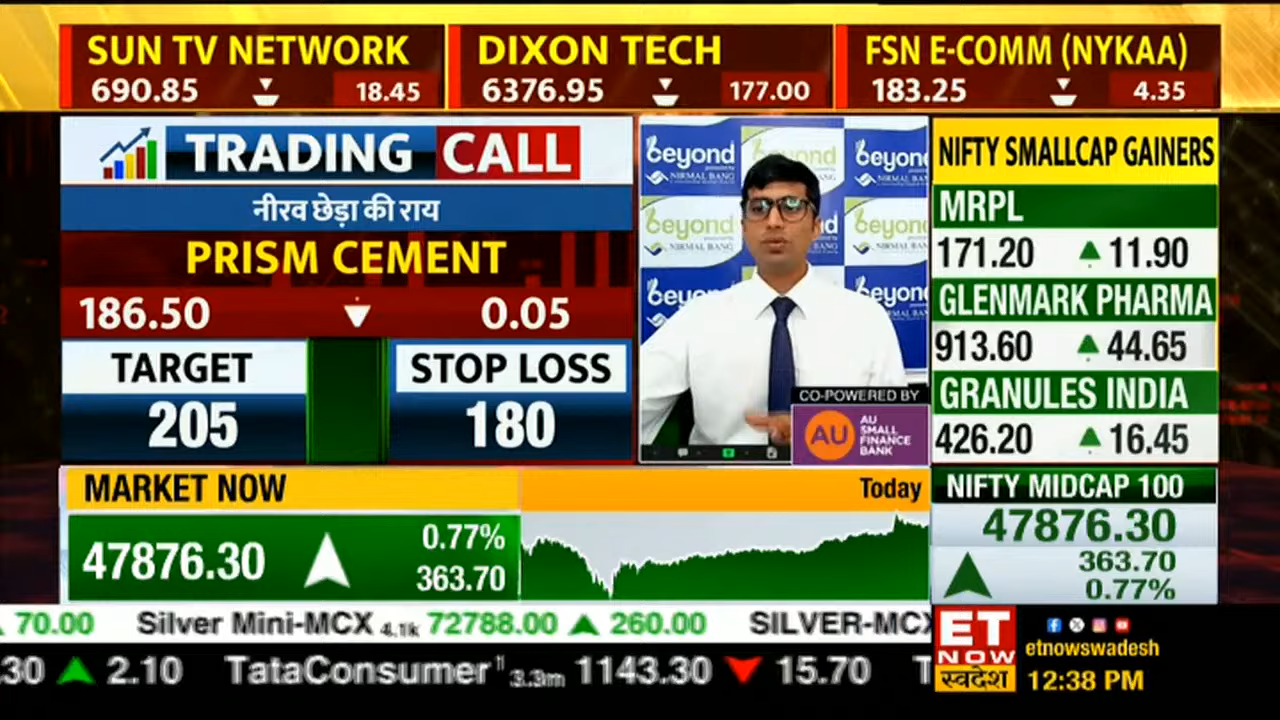 SUN TV NETWORK
690.85 18.45
DIXON TECH
6376.95 177.00
FSN E-COMM (NYKAA)
183.25 4.35
TRADING CALL
नीरव छेड़ा की राय
PRISM CEMENT
186.50 0.05
TARGET
205
STOP LOSS
180
beyond
NIRMAL BANG
beyond
NIRMAL BANG
beyond
beyond
CO-POWERED BY
AU
AU
SMALL
FINANCE
BANK
NIFTY SMALLCAP GAINERS
MRPL
171.20 11.90
GLENMARK PHARMA
913.60 44.65
GRANULES INDIA
426.20 16.45
MARKET NOW
Today
47876.30
0.77%
363.70
NIFTY MIDCAP 100
47876.30
363.70
0.77%
70.00 Silver Mini-MCX 4.1k 72788.00 260.00 SILVER-MCX
.30 2.10 TataConsumer 3.3m 1143.30 15.70 T
ET
NOW
स्वदेश
etnowswadesh
12:38 PM